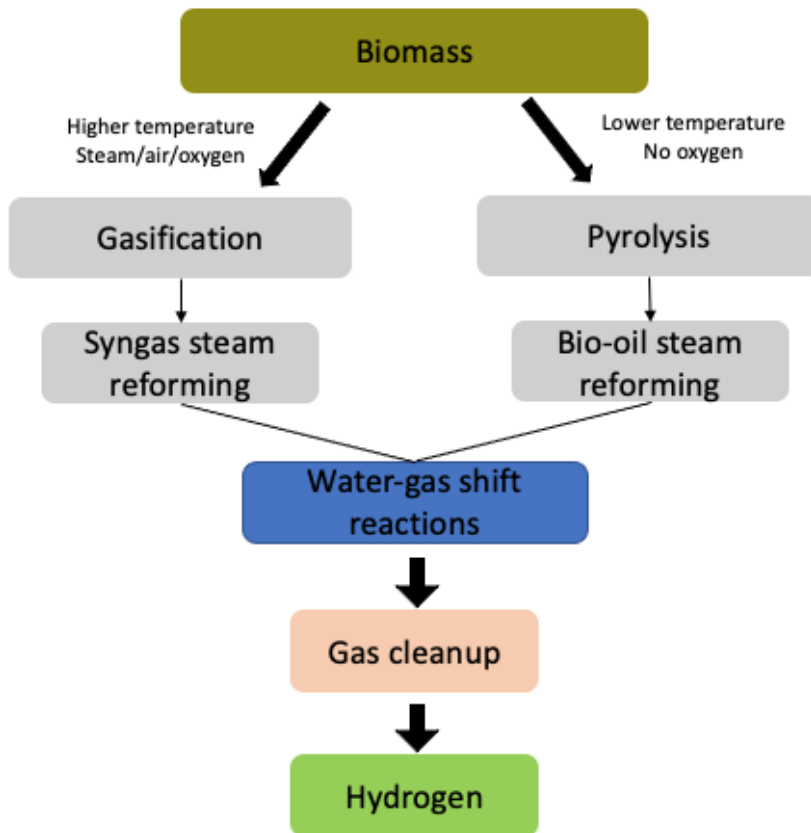 Biomass
Higher temperature
Steam/air/oxygen
Lower temperature
No oxygen
Gasification
Pyrolysis
Syngas steam
reforming
Bio-oil steam
reforming
Water-gas shift
reactions
Gas cleanup
Hydrogen